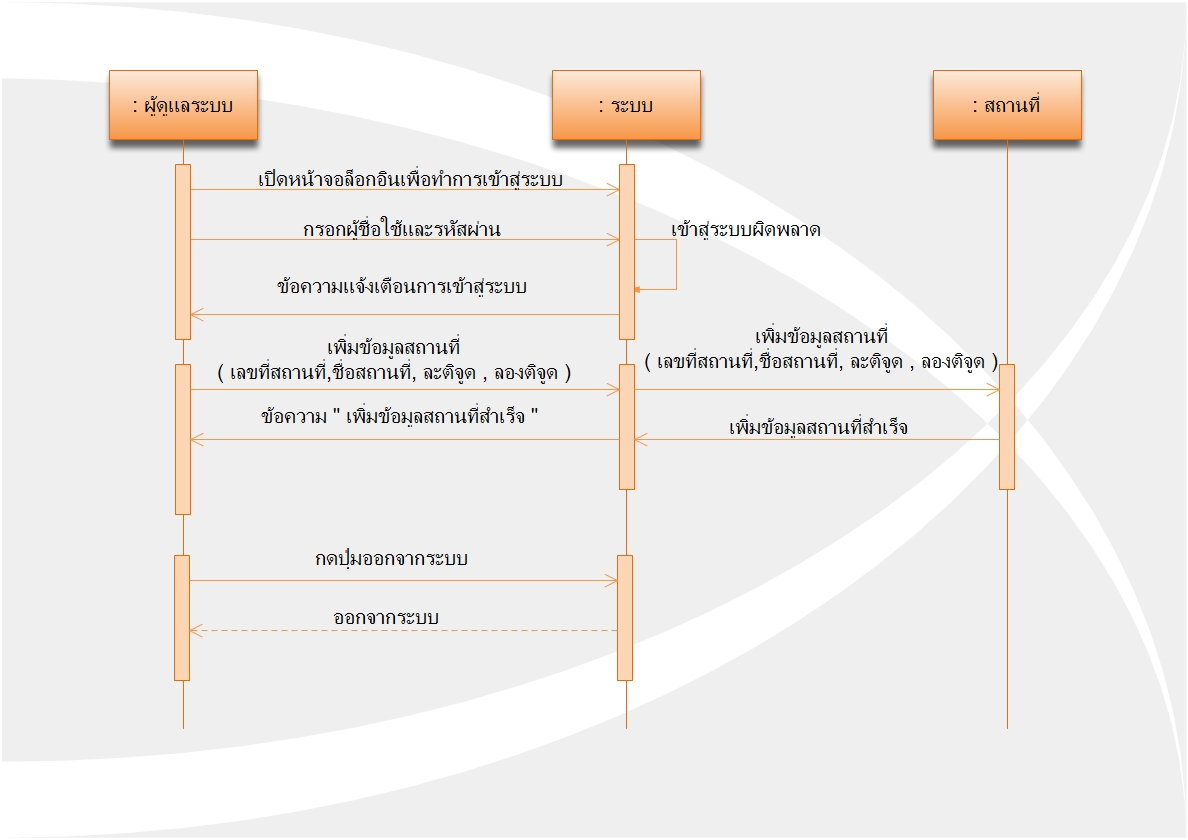 : ผู้ดูแลระบบ
: ระบบ
: สถานที่
เปิดหน้าจอล็อกอินเพื่อทำการเข้าสู่ระบบ
กรอกผู้ชื่อใช้และรหัสผ่าน
เข้าสู่ระบบผิดพลาด
ข้อความแจ้งเตือนการเข้าสู่ระบบ
เพิ่มข้อมูลสถานที่
( เลขที่สถานที่,ชื่อสถานที่, ละติจูด , ลองติจูด )
เพิ่มข้อมูลสถานที่
( เลขที่สถานที่,ชื่อสถานที่, ละติจูด , ลองติจูด )
ข้อความ " เพิ่มข้อมูลสถานที่สำเร็จ "
เพิ่มข้อมูลสถานที่สำเร็จ
กดปุ่มออกจากระบบ
ออกจากระบบ